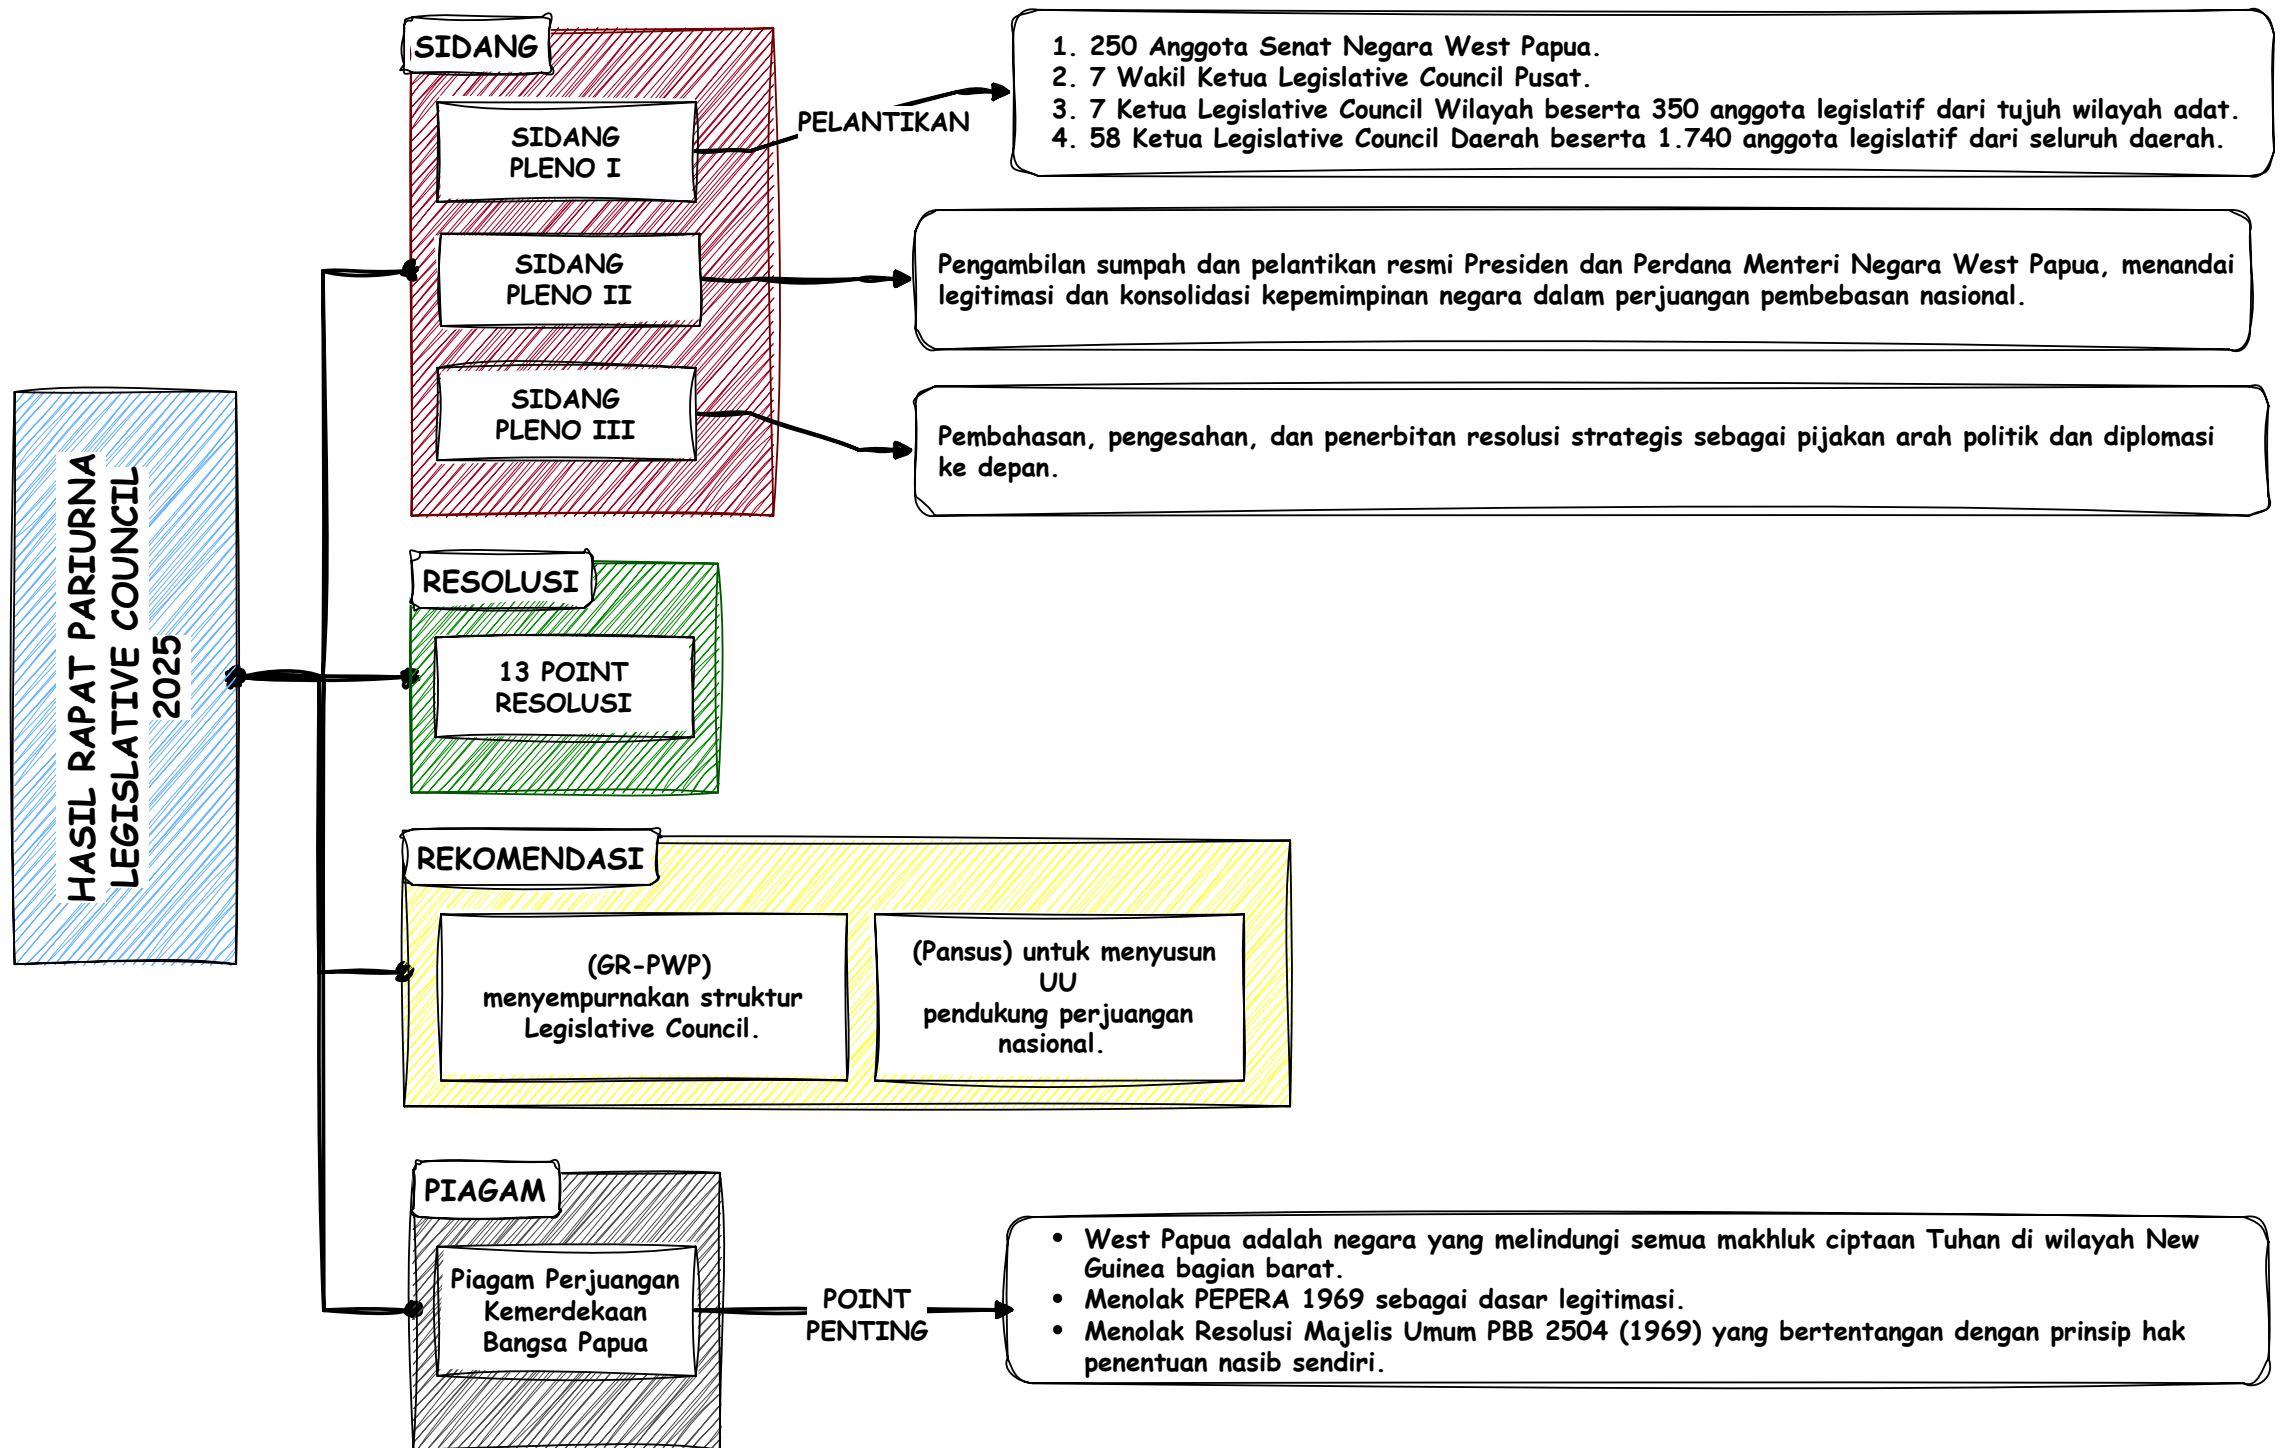 HASIL RAPAT PARIURNA
LEGISLATIVE COUNCIL
2025
SIDANG
SIDANG
PLENO I
PELANTIKAN
1. 250 Anggota Senat Negara West Papua.
2. 7 Wakil Ketua Legislative Council Pusat.
3. 7 Ketua Legislative Council Wilayah beserta 350 anggota legislatif dari tujuh wilayah adat.
4. 58 Ketua Legislative Council Daerah beserta 1.740 anggota legislatif dari seluruh daerah.
SIDANG
PLENO II
Pengambilan sumpah dan pelantikan resmi Presiden dan Perdana Menteri Negara West Papua, menandai
legitimasi dan konsolidasi kepemimpinan negara dalam perjuangan pembebasan nasional.
SIDANG
PLENO III
Pembahasan, pengesahan, dan penerbitan resolusi strategis sebagai pijakan arah politik dan diplomasi
ke depan.
RESOLUSI
13 POINT
RESOLUSI
REKOMENDASI
(GR-PWP)
menyempurnakan struktur
Legislative Council.
(Pansus) untuk menyusun
UU
pendukung perjuangan
nasional.
PIAGAM
Piagam Perjuangan
Kemerdekaan
Bangsa Papua
POINT
PENTING
• West Papua adalah negara yang melindungi semua makhluk ciptaan Tuhan di wilayah New
Guinea bagian barat.
• Menolak PEPERA 1969 sebagai dasar legitimasi.
• Menolak Resolusi Majelis Umum PBB 2504 (1969) yang bertentangan dengan prinsip hak
penentuan nasib sendiri.